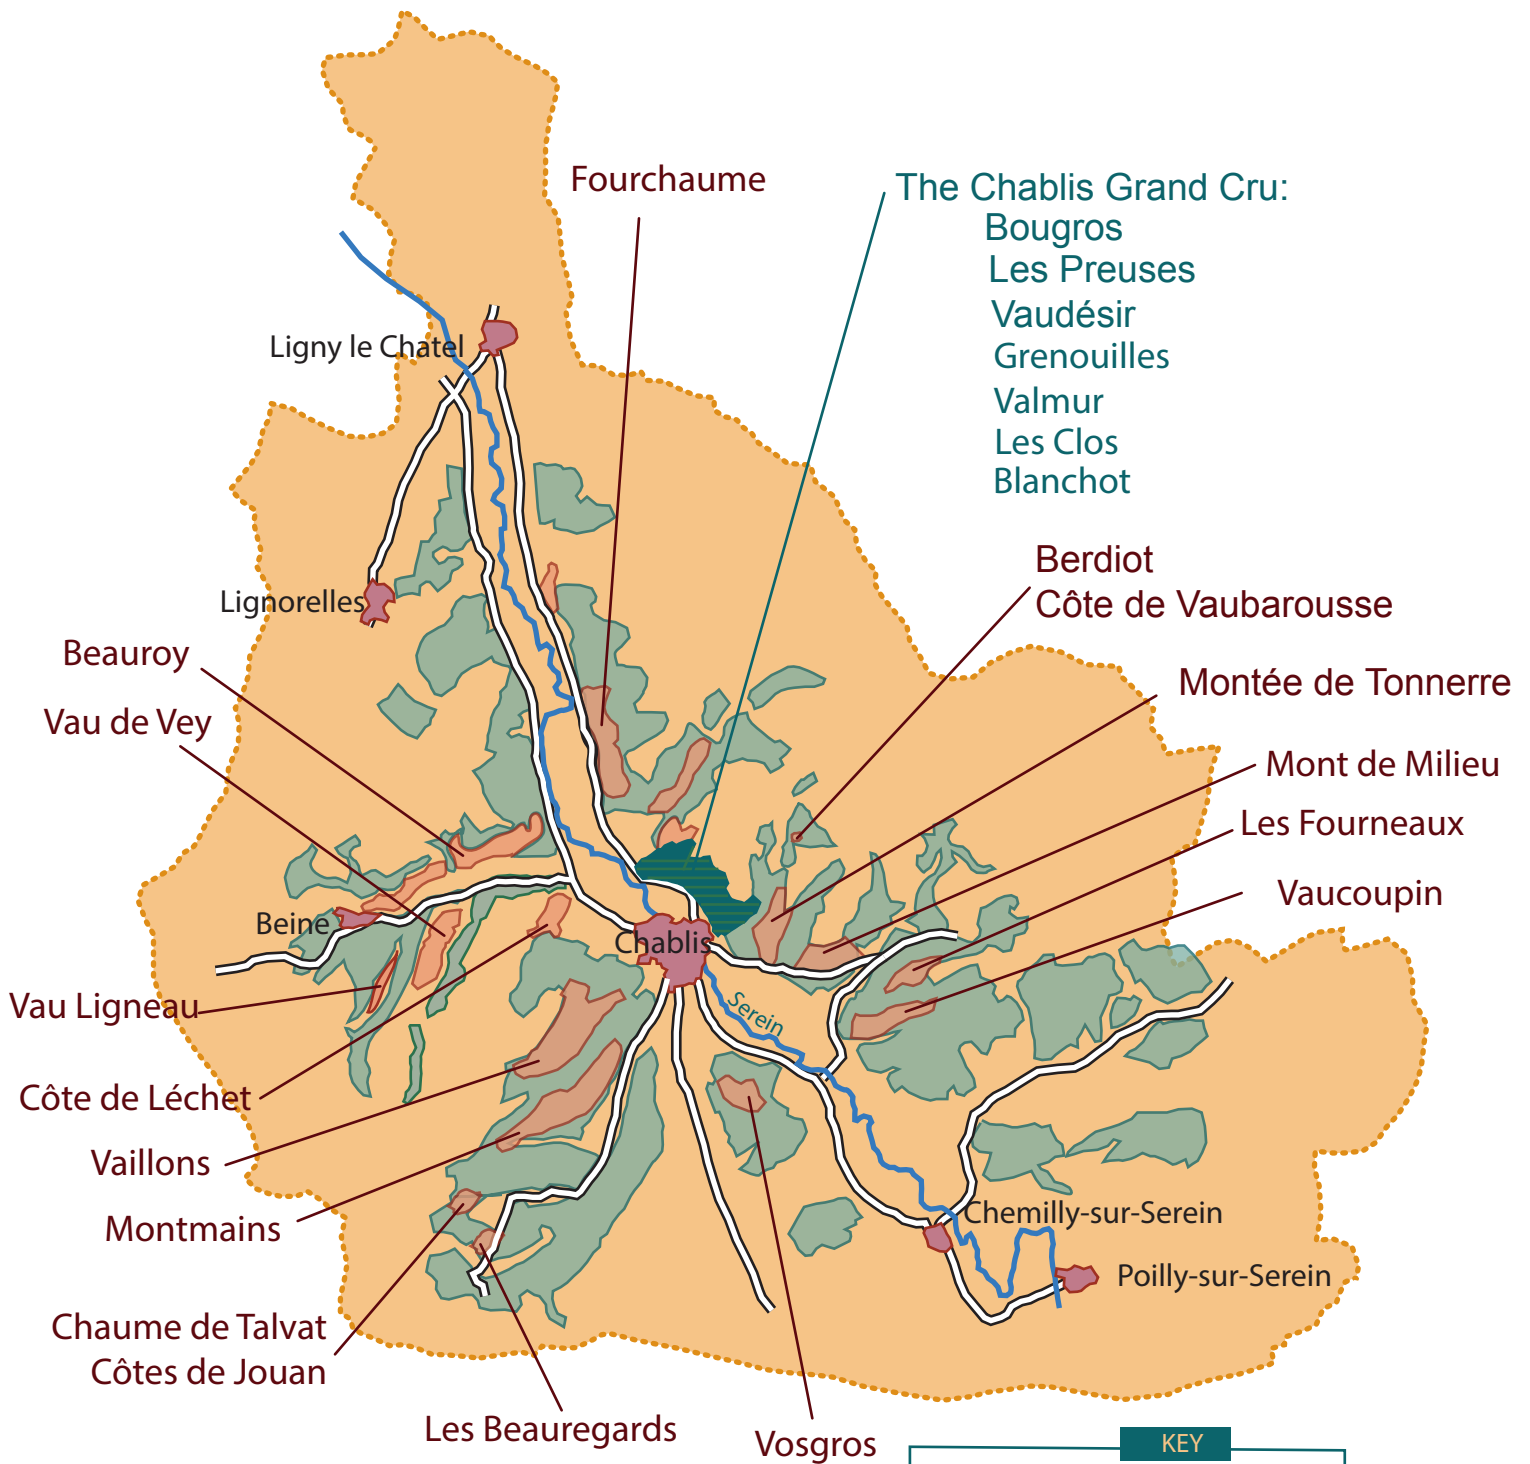 Fourchaume
The Chablis Grand Cru:
Bougros
Les Preuses
Vaudésir
Grenouilles
Valmur
Les Clos
Blanchot
Ligny le Chatel
Berdiot
Côte de Vaubarousse
Lignorelles
Beauroy
Montée de Tonnerre
Vau de Vey
Mont de Milieu
Les Fourneaux
Vaucoupin
Beine
Chablis
Vau Ligneau
Serein
Côte de Léchet
Vaillons
Montmains
Chemilly-sur-Serein
Poilly-sur-Serein
Chaume de Talvat
Côtes de Jouan
Les Beauregards
Vosgros
KEY